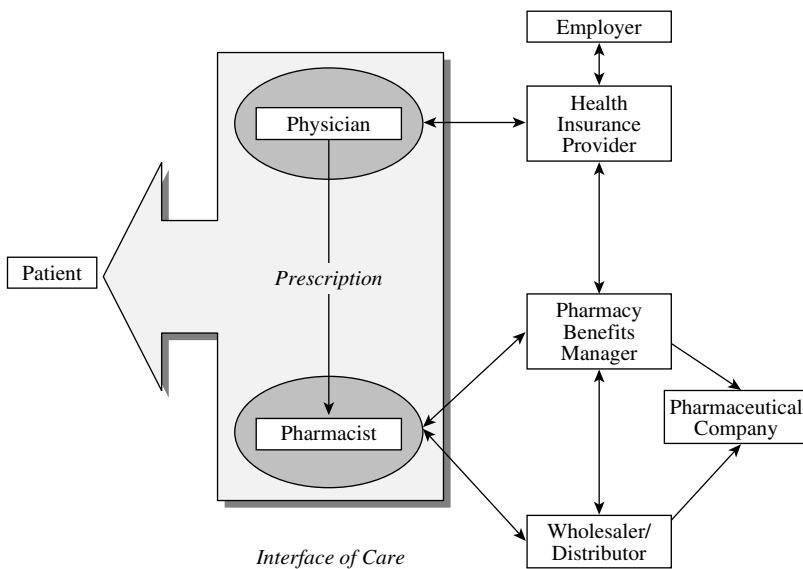 Employer
Health
Insurance
Provider
Physician
Patient
Prescription
Pharmacy
Benefits
Manager
Pharmaceutical
Company
Pharmacist
Wholesaler/
Distributor
Interface of Care